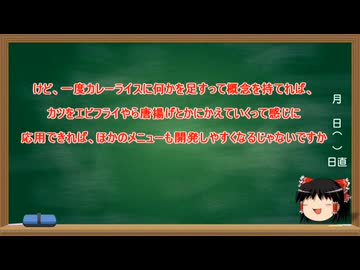 けど、一度カレーライスに何かを足すって概念を持てれば、
カツをエビフライやら唐揚げとかにかえていくって感じに
応用できれば、ほかのメニューも開発しやすくなるじゃないですか
月
日
（ ）
日直